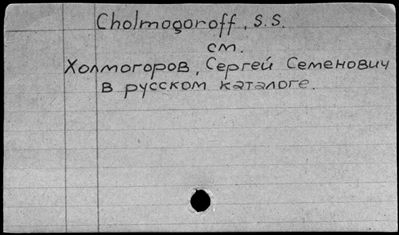 Cholmogoroff, S.S.
см.
Холмогоров, Сергей Семенович
в русском каталоге.